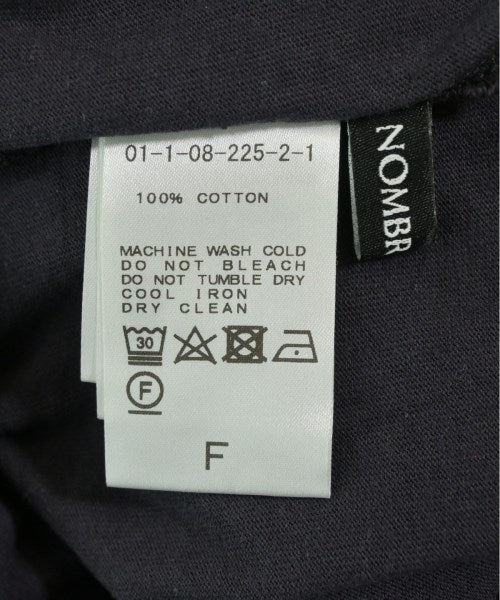 01-1-08-225-2-1
100% COTTON
MACHINE WASH COLD
DO NOT BLEACH
DO NOT TUMBLE DRY
COOL IRON
DRY CLEAN
30
F
F
NOMBR